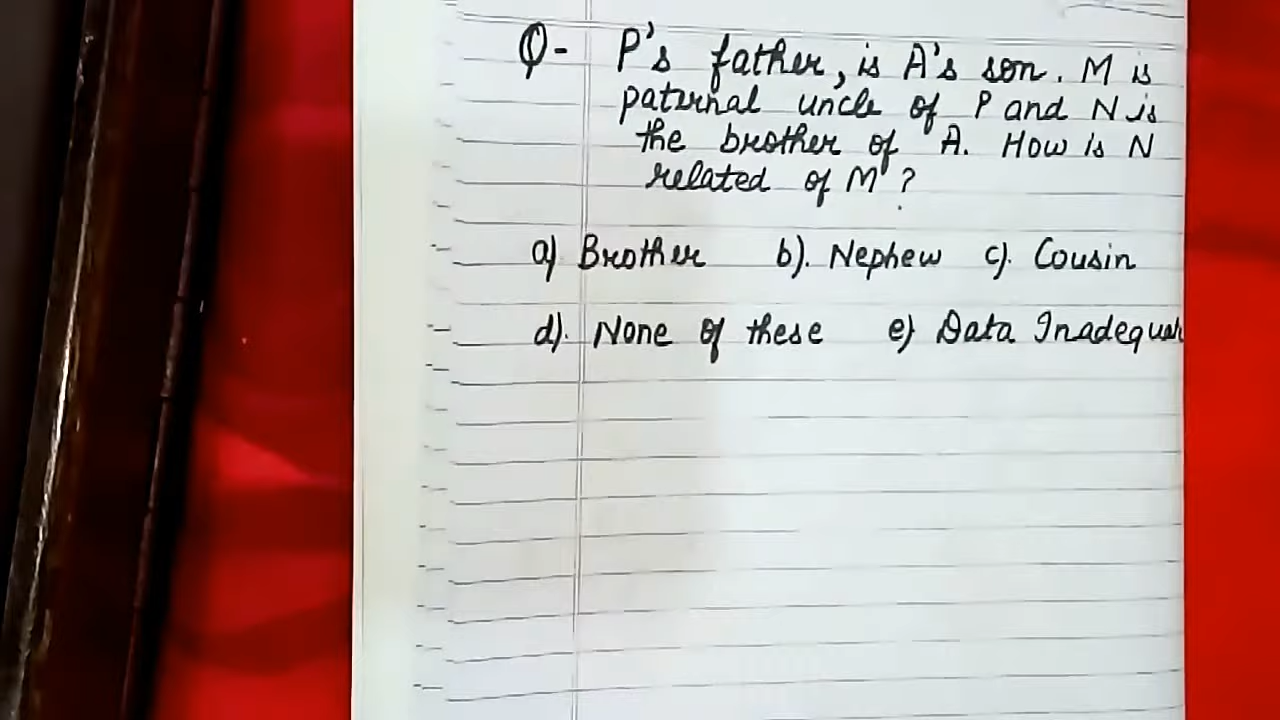 Q- P's father, is A's son. M is
paternal uncle of P and N is
the brother of A. How is N
related of M ?
a) Brother b). Nephew c). Cousin
d). None of these e) Data